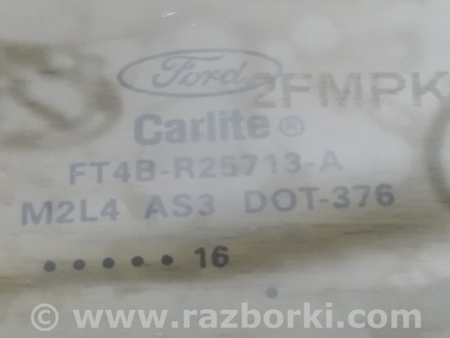 Ford
2FMPK
Carlite®
FT4B-R25713-A
M2L4 AS3 DOT-376
• • • • • 16
© www.razborki.com